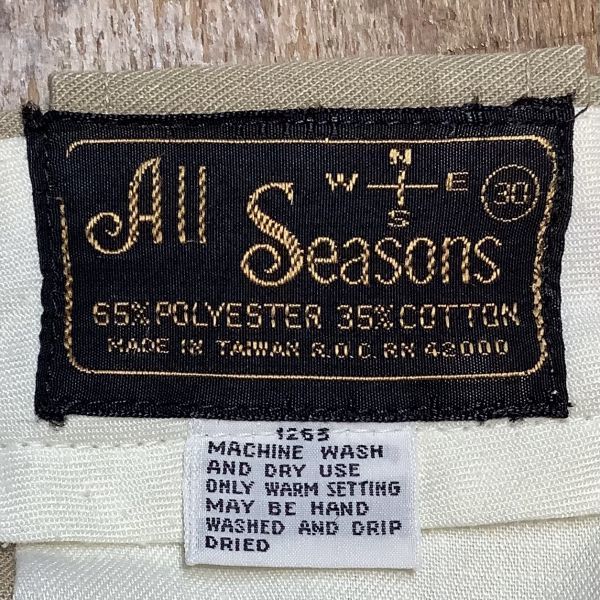 All Seasons
N
W E
S
30
65% POLYESTER 35% COTTON
MADE IN TAIWAN R.O.C. RN 42000
1263
MACHINE WASH
AND DRY USE
ONLY WARM SETTING
MAY BE HAND
WASHED AND DRIP
DRIED